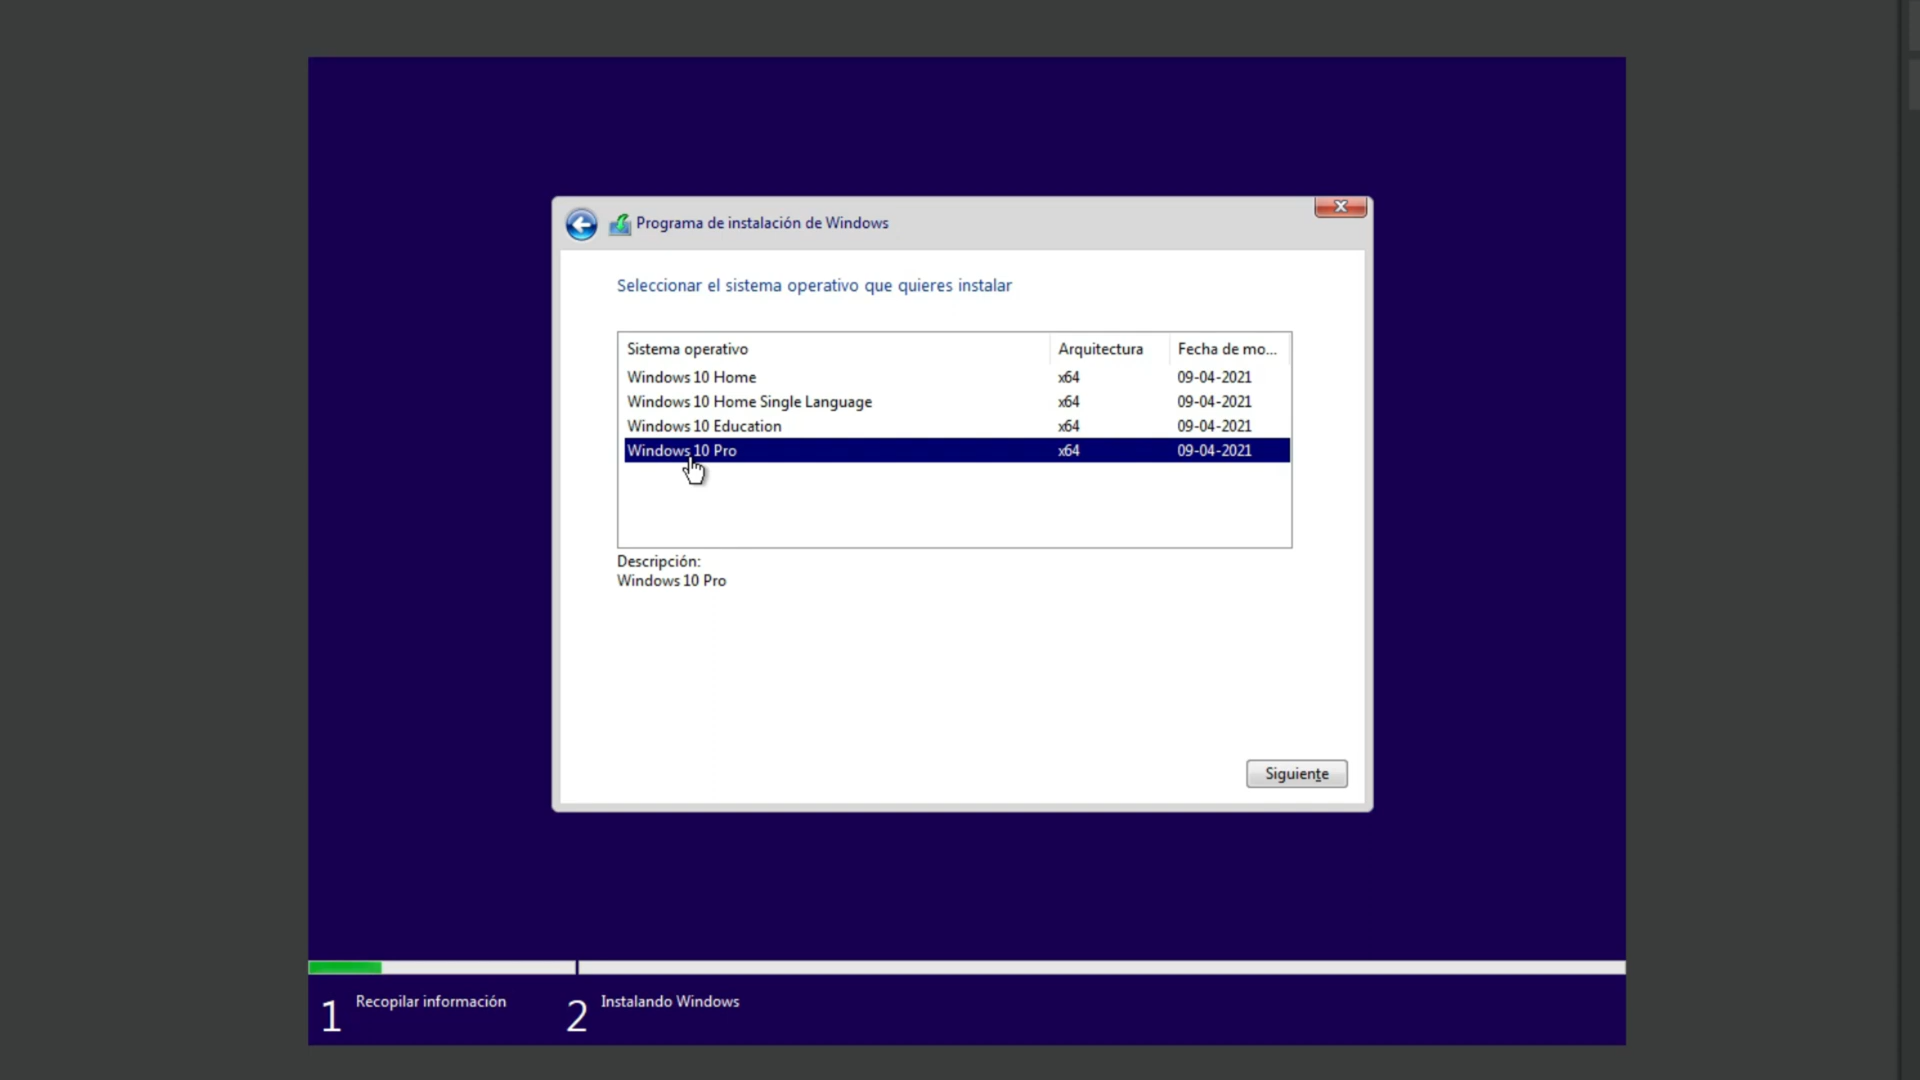 Programa de instalación de Windows
Seleccionar el sistema operativo que quieres instalar
Sistema operativo Arquitectura Fecha de mo...
Windows 10 Home x64 09-04-2021
Windows 10 Home Single Language x64 09-04-2021
Windows 10 Education x64 09-04-2021
Windows 10 Pro x64 09-04-2021
Descripción:
Windows 10 Pro
Siguiente
1 Recopilar información 2 Instalando Windows